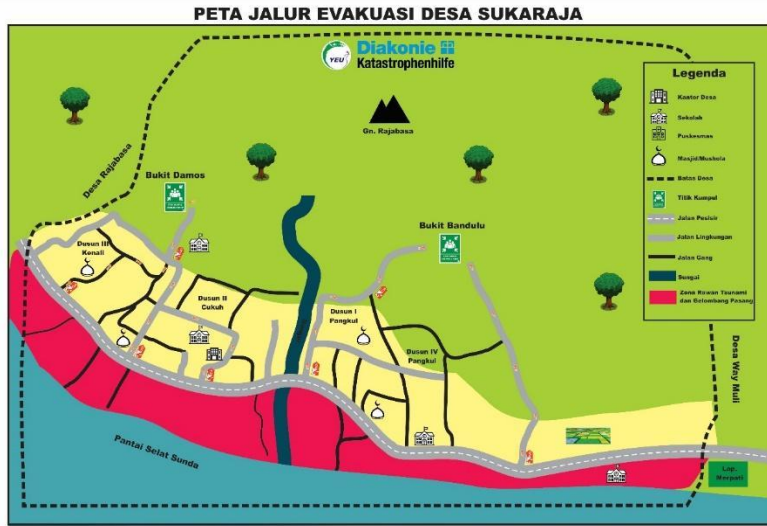 PETA JALUR EVAKUASI DESA SUKARAJA
YEU
Diakonie
Katastrophenhilfe
Gn. Rajabasa
Desa Rajabasa
Bukit Damos
Bukit Bandulu
Dusun III
Kenali
Dusun II
Cukuh
Dusun I
Pangkul
Dusun IV
Pangkul
Pantai Selat Sunda
Desa Way Muli
Lap.
Merpati
Legenda
Kantor Desa
Sekolah
Puskesmas
Masjid/Mushola
Batas Desa
Titik Kumpul
Jalan Pesisir
Jalan Lingkungan
Jalan Gang
Sungai
Zona Rawan Tsunami
dan Gelombang Pasang